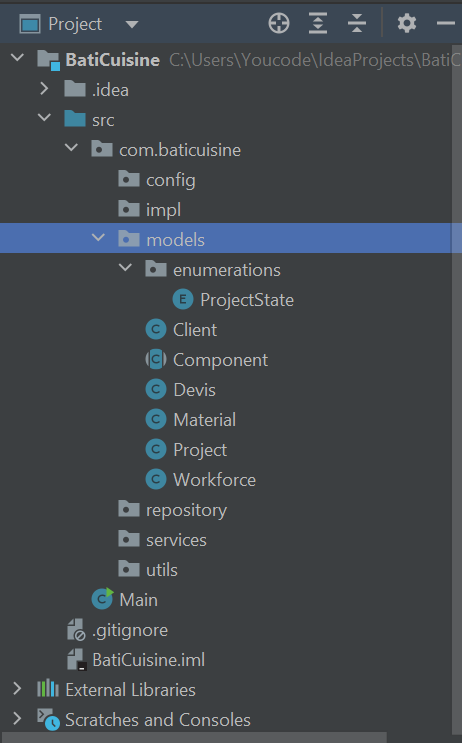 Project
BatiCuisine C:\Users\Youcode\IdeaProjects\BatiC
.idea
src
com.baticuisine
config
impl
models
enumerations
E ProjectState
C Client
C Component
C Devis
C Material
C Project
C Workforce
repository
services
utils
C Main
.gitignore
BatiCuisine.iml
External Libraries
Scratches and Consoles